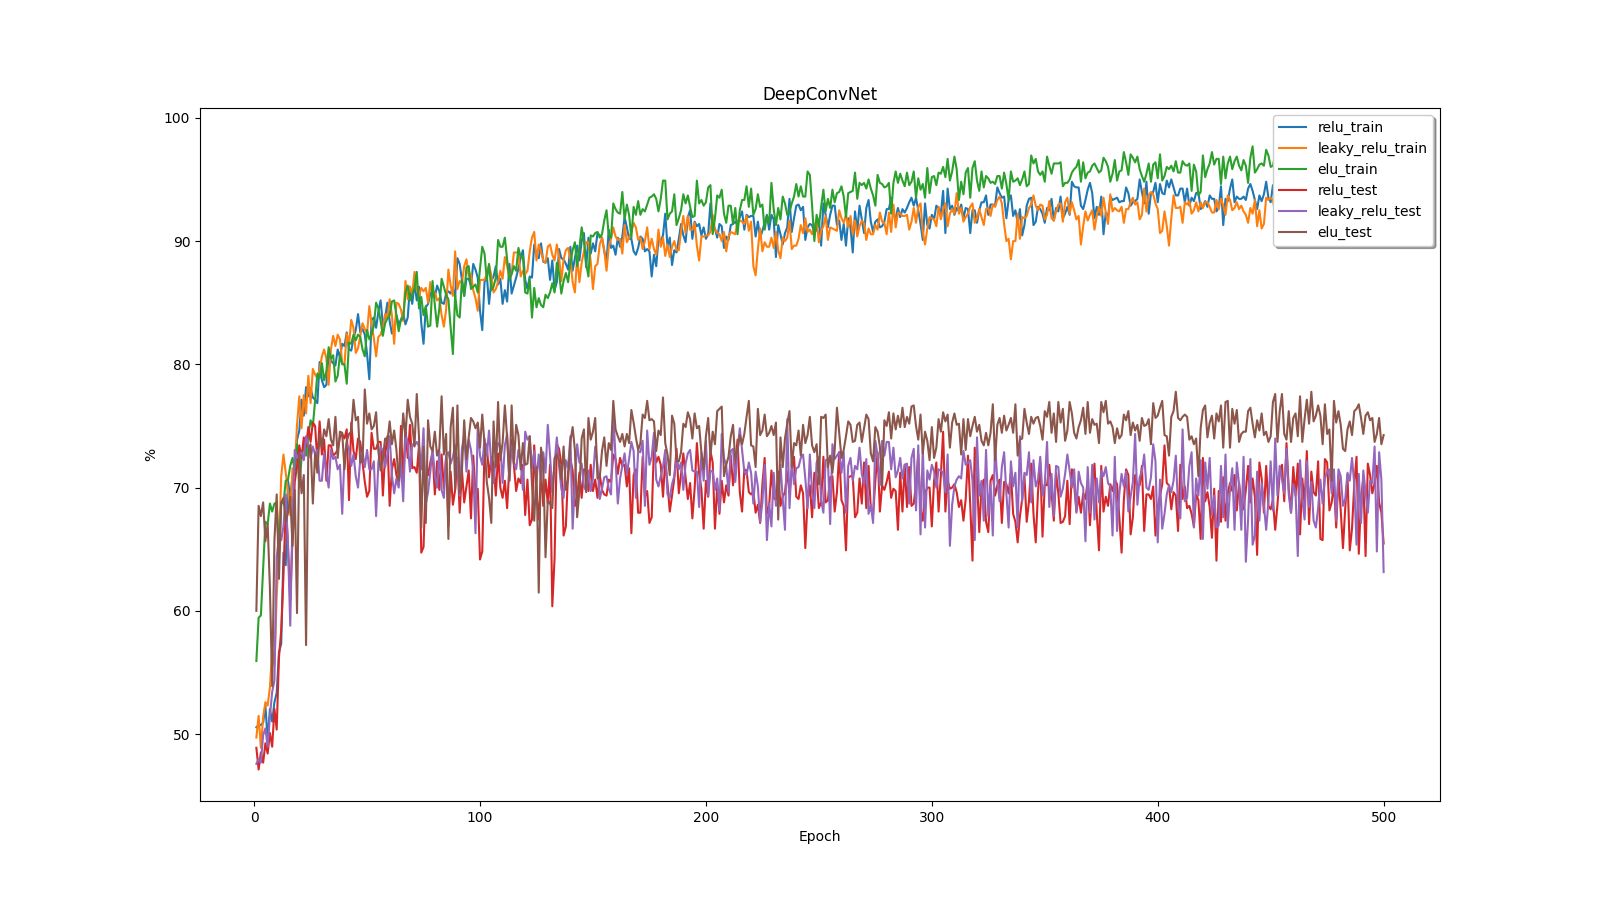 DeepConvNet
100
90
80
70
60
50
%
0 100 200 300 400 500
Epoch
relu_train
leaky_relu_train
elu_train
relu_test
leaky_relu_test
elu_test